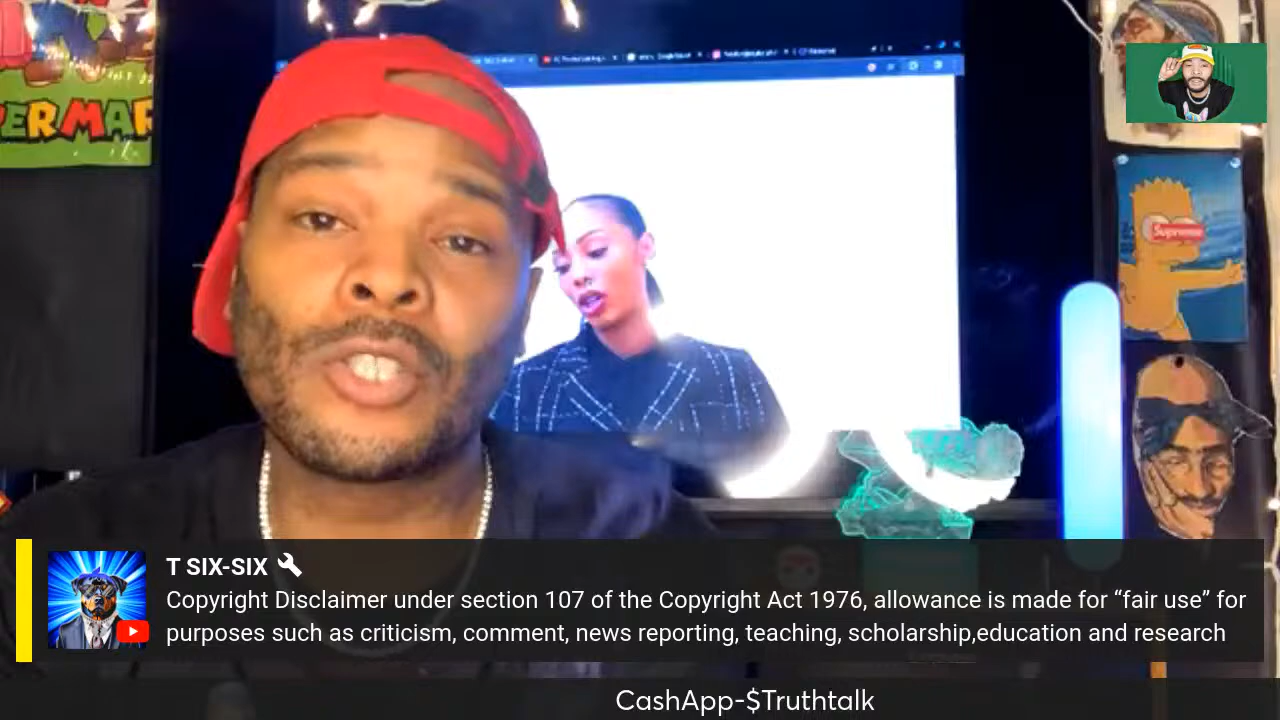 ERMAR
Supreme
T SIX-SIX
Copyright Disclaimer under section 107 of the Copyright Act 1976, allowance is made for “fair use” for
purposes such as criticism, comment, news reporting, teaching, scholarship,education and research
CashApp-$Truthtalk